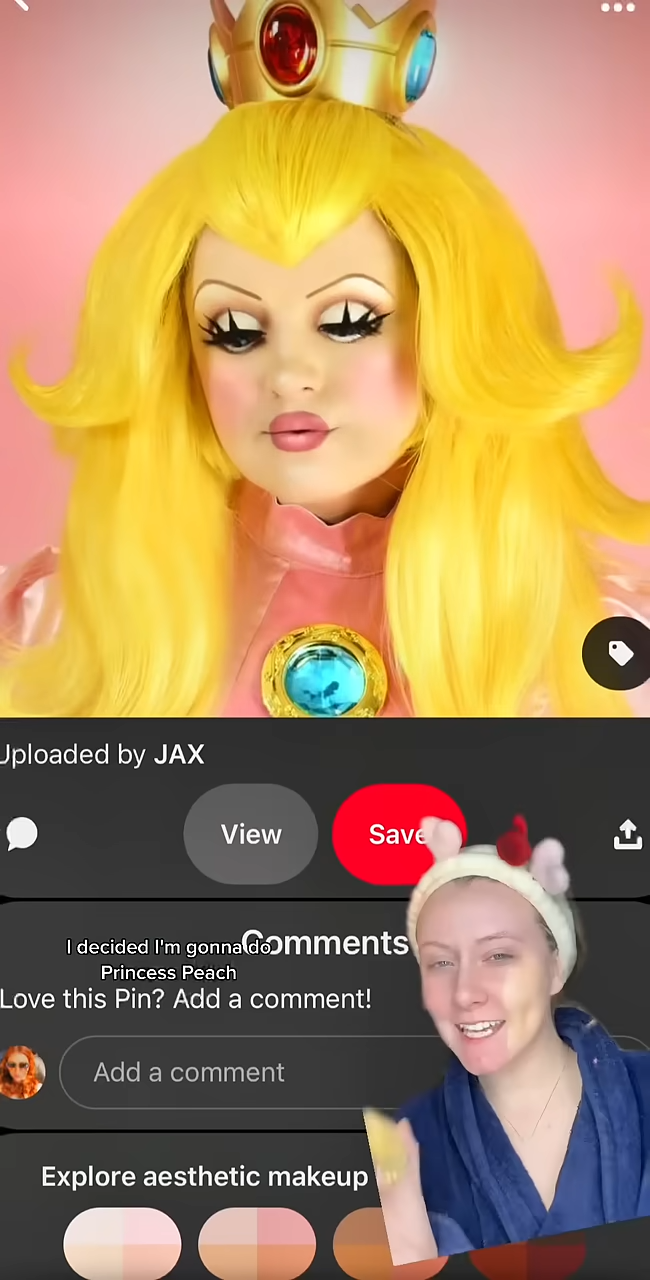 Uploaded by JAX
View
Save
Comments
I decided I'm gonna do
Princess Peach
Love this Pin? Add a comment!
Add a comment
Explore aesthetic makeup